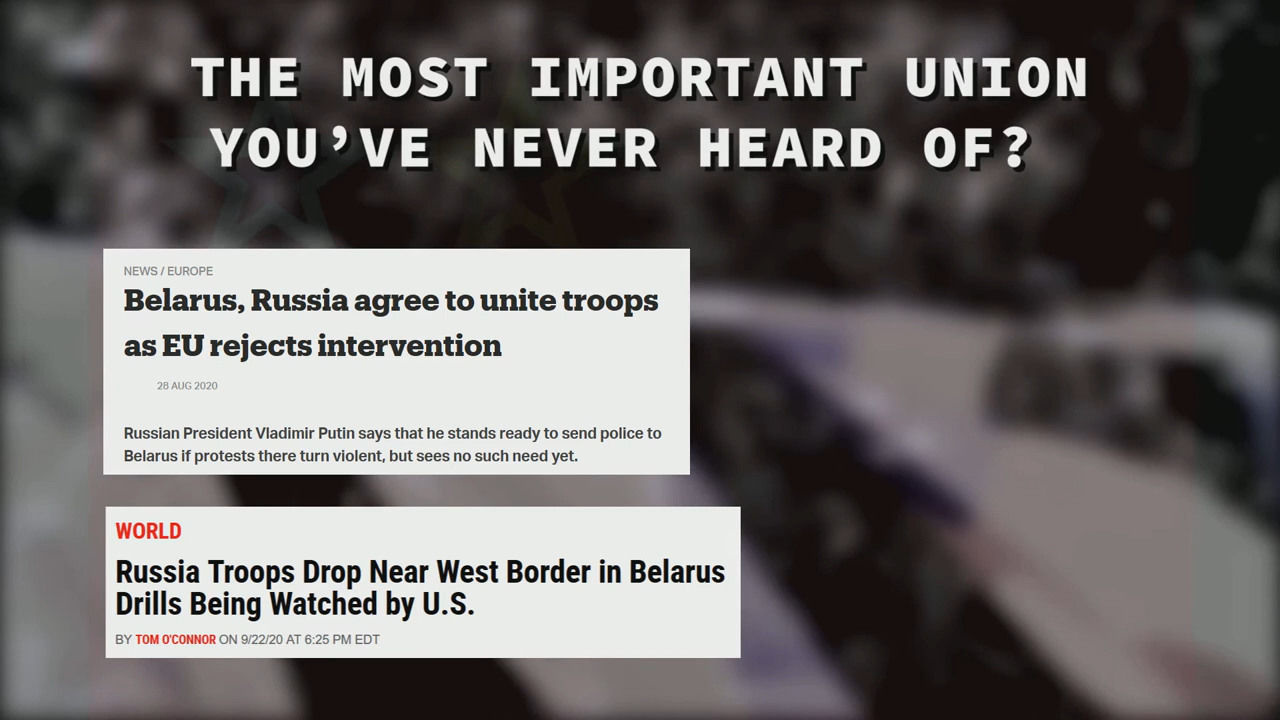 THE MOST IMPORTANT UNION
YOU’VE NEVER HEARD OF?
NEWS / EUROPE
Belarus, Russia agree to unite troops
as EU rejects intervention
28 AUG 2020
Russian President Vladimir Putin says that he stands ready to send police to
Belarus if protests there turn violent, but sees no such need yet.
WORLD
Russia Troops Drop Near West Border in Belarus
Drills Being Watched by U.S.
BY TOM O'CONNOR ON 9/22/20 AT 6:25 PM EDT